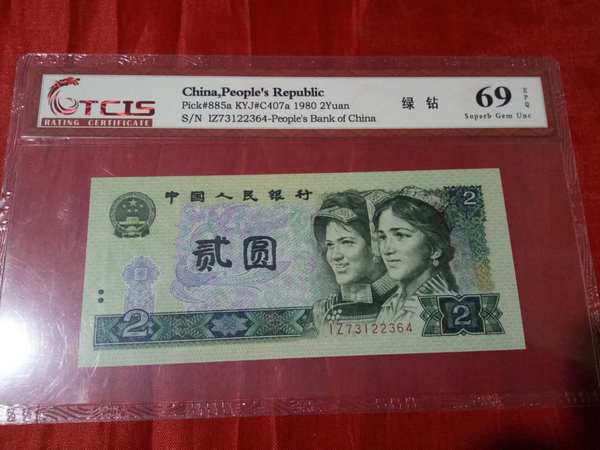 TCIS
RATING CERTIFICATE
China,People's Republic
Pick#885a KYJ#C407a 1980 2Yuan
S/N IZ73122364-People's Bank of China
绿 钻
69 EPQ
Superb Gem Unc
中国人民银行
2
贰圆
2
IZ73122364
2